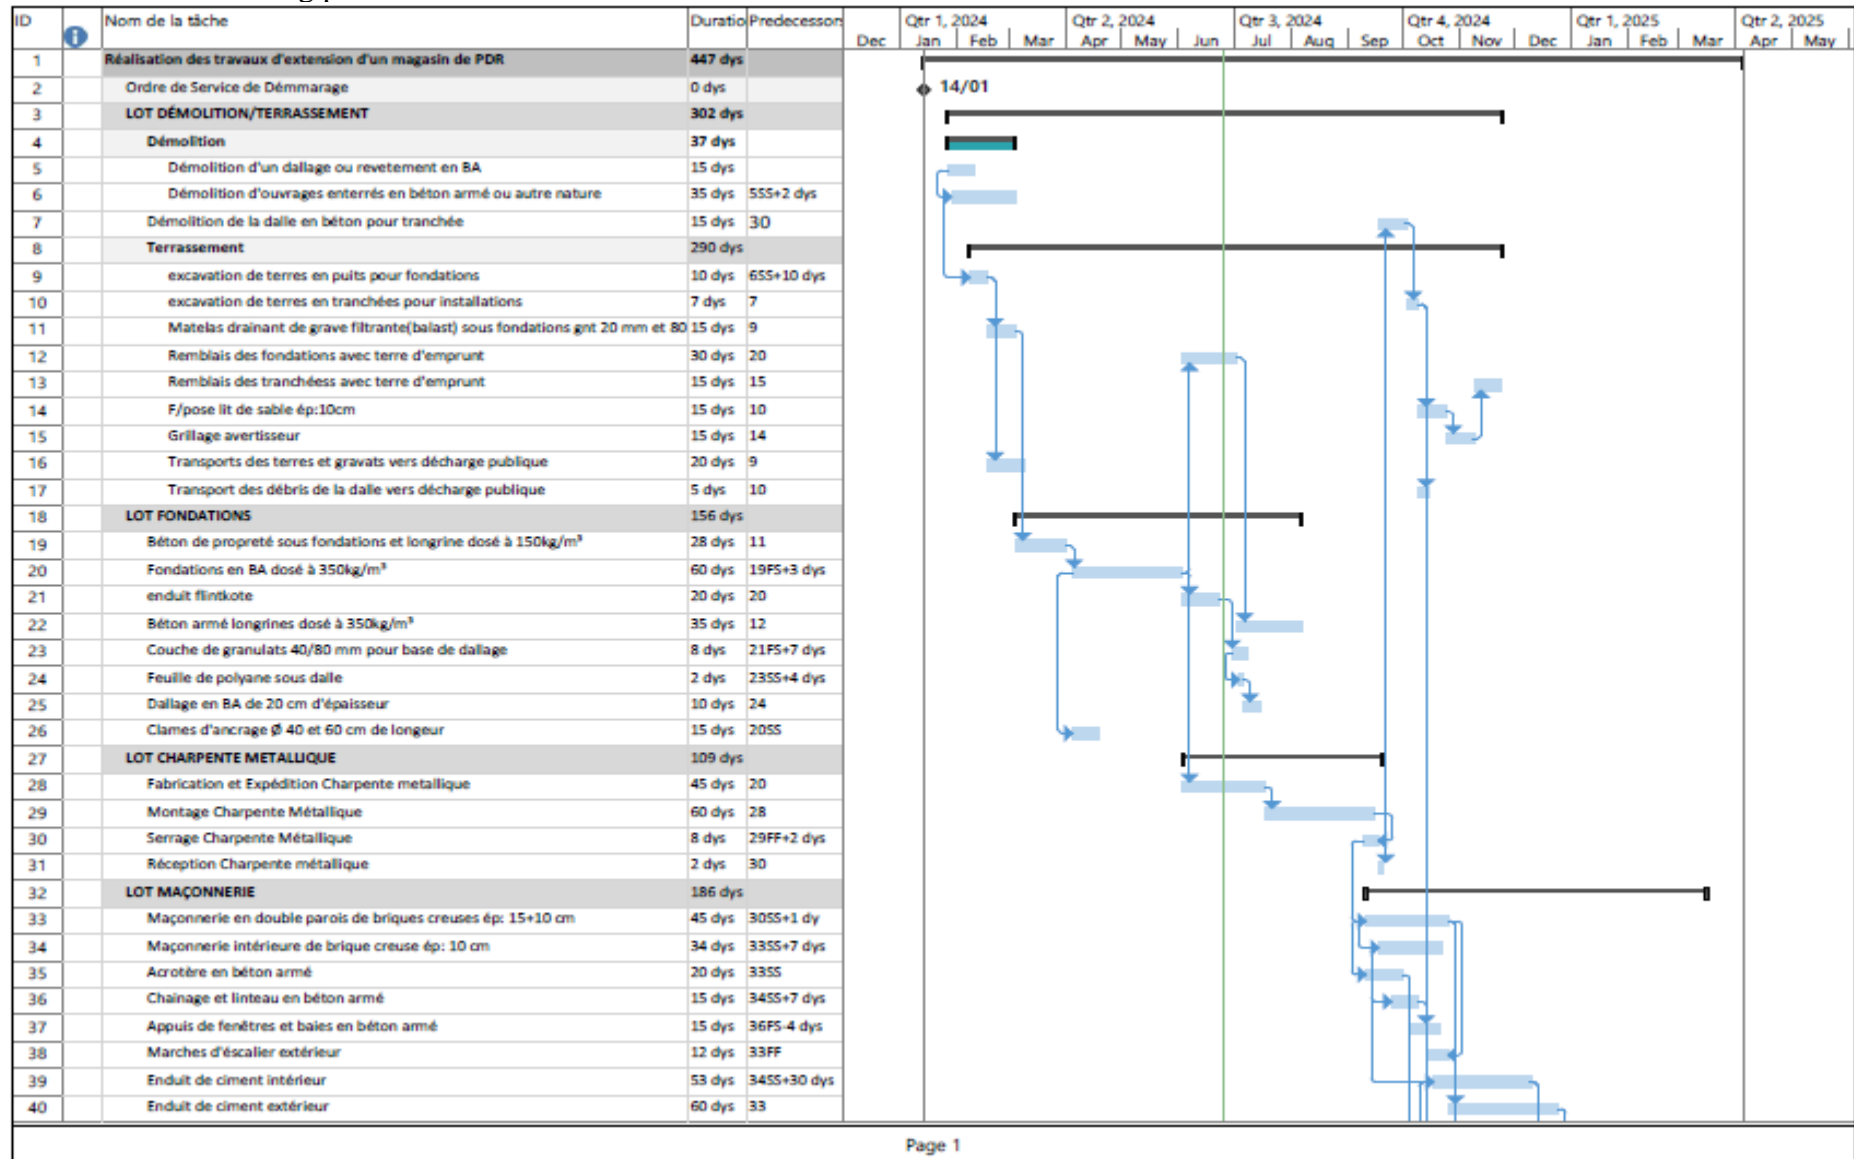 ID Nom de la tâche Duratio Predecessors Qtr 1, 2024 Qtr 2, 2024 Qtr 3, 2024 Qtr 4, 2024 Qtr 1, 2025 Qtr 2, 2025
Dec Jan Feb Mar Apr May Jun Jul Aug Sep Oct Nov Dec Jan Feb Mar Apr May
1 Réalisation des travaux d'extension d'un magasin de PDR 447 dys
2 Ordre de Service de Démmarage 0 dys 14/01
3 LOT DÉMOLITION/TERRASSEMENT 302 dys
4 Démolition 37 dys
5 Démolition d'un dallage ou revetement en BA 15 dys
6 Démolition d'ouvrages enterrés en béton armé ou autre nature 35 dys 5SS+2 dys
7 Démolition de la dalle en béton pour tranchée 15 dys 30
8 Terrassement 290 dys
9 excavation de terres en puits pour fondations 10 dys 6SS+10 dys
10 excavation de terres en tranchées pour installations 7 dys 7
11 Matelas drainant de grave filtrante(balast) sous fondations gnt 20 mm et 80 15 dys 9
12 Remblais des fondations avec terre d'emprunt 30 dys 20
13 Remblais des tranchéess avec terre d'emprunt 15 dys 15
14 F/pose lit de sable ép:10cm 15 dys 10
15 Grillage avertisseur 15 dys 14
16 Transports des terres et gravats vers décharge publique 20 dys 9
17 Transport des débris de la dalle vers décharge publique 5 dys 10
18 LOT FONDATIONS 156 dys
19 Béton de propreté sous fondations et longrine dosé à 150kg/m³ 28 dys 11
20 Fondations en BA dosé à 350kg/m³ 60 dys 19FS+3 dys
21 enduit flintkote 20 dys 20
22 Béton armé longrines dosé à 350kg/m³ 35 dys 12
23 Couche de granulats 40/80 mm pour base de dallage 8 dys 21FS+7 dys
24 Feuille de polyane sous dalle 2 dys 23SS+4 dys
25 Dallage en BA de 20 cm d'épaisseur 10 dys 24
26 Clames d'ancrage Ø 40 et 60 cm de longeur 15 dys 20SS
27 LOT CHARPENTE METALLIQUE 109 dys
28 Fabrication et Expédition Charpente metallique 45 dys 20
29 Montage Charpente Métallique 60 dys 28
30 Serrage Charpente Métallique 8 dys 29FF+2 dys
31 Réception Charpente métallique 2 dys 30
32 LOT MAÇONNERIE 186 dys
33 Maçonnerie en double parois de briques creuses ép: 15+10 cm 45 dys 30SS+1 dy
34 Maçonnerie intérieure de brique creuse ép: 10 cm 34 dys 33SS+7 dys
35 Acrotère en béton armé 20 dys 33SS
36 Chainage et linteau en béton armé 15 dys 34SS+7 dys
37 Appuis de fenêtres et baies en béton armé 15 dys 36FS-4 dys
38 Marches d'éscalier extérieur 12 dys 33FF
39 Enduit de ciment intérieur 53 dys 34SS+30 dys
40 Enduit de ciment extérieur 60 dys 33
Page 1